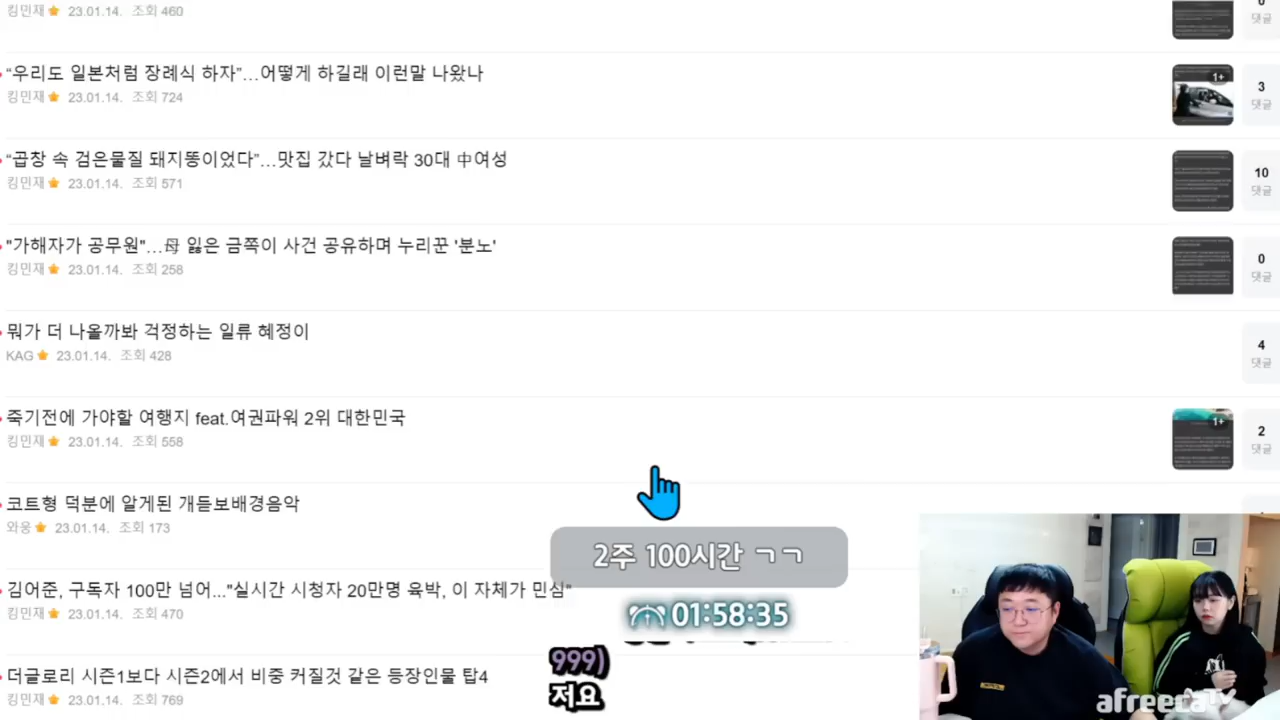 킹민재 23.01.14. 조회 460
0
댓글
“우리도 일본처럼 장례식 하자”...어떻게 하길래 이런말 나왔나
킹민재 23.01.14. 조회 724
1+
3
댓글
“곱창 속 검은물질 돼지똥이었다”...맛집 갔다 날벼락 30대 中여성
킹민재 23.01.14. 조회 571
10
댓글
"가해자가 공무원"...母 잃은 금쪽이 사건 공유하며 누리꾼 '분노'
킹민재 23.01.14. 조회 258
0
댓글
뭐가 더 나올까봐 걱정하는 일류 혜정이
KAG 23.01.14. 조회 428
4
댓글
죽기전에 가야할 여행지 feat.여권파워 2위 대한민국
킹민재 23.01.14. 조회 558
1+
2
댓글
코트형 덕분에 알게된 개듣보배경음악
와웅 23.01.14. 조회 173
2주 100시간 ㄱㄱ
김어준, 구독자 100만 넘어..."실시간 시청자 20만명 육박, 이 자체가 민심"
킹민재 23.01.14. 조회 470
01:58:35
999)
저요
더글로리 시즌1보다 시즌2에서 비중 커질것 같은 등장인물 탑4
킹민재 23.01.14. 조회 769
afreecaTV